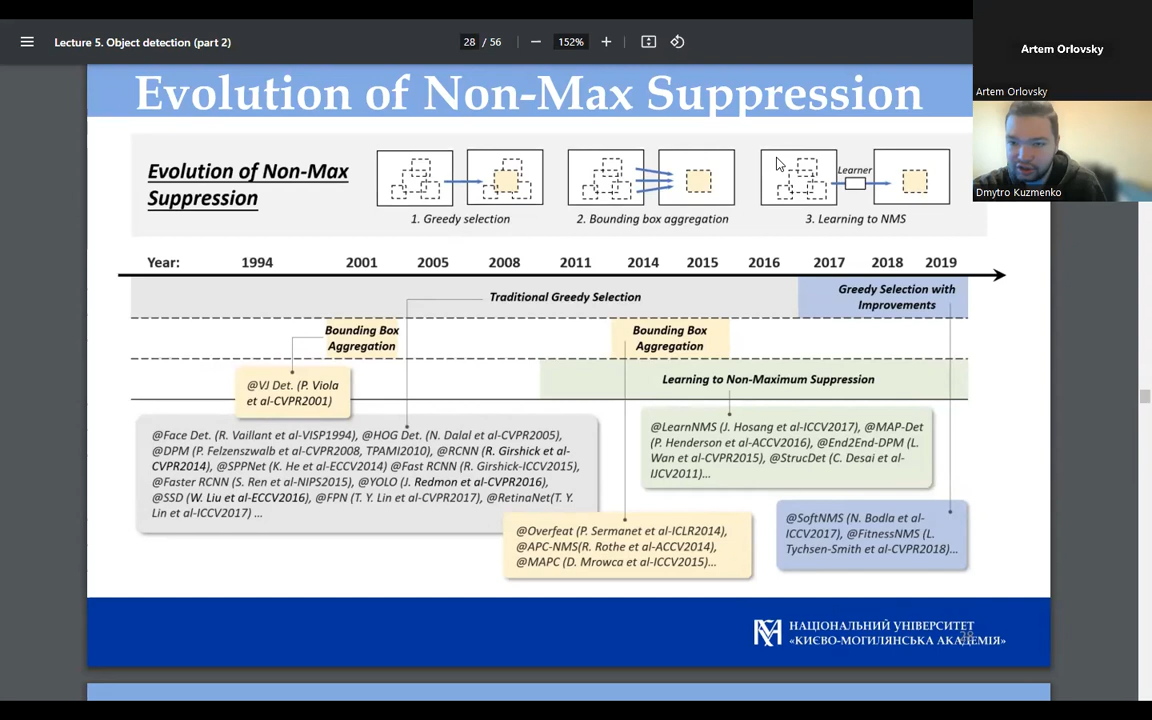 Lecture 5. Object detection (part 2)
28 / 56
152%
Artem Orlovsky
Artem Orlovsky
Dmytro Kuzmenko
Evolution of Non-Max Suppression
Evolution of Non-Max
Suppression
Learner
1. Greedy selection
2. Bounding box aggregation
3. Learning to NMS
Year: 1994 2001 2005 2008 2011 2014 2015 2016 2017 2018 2019
Traditional Greedy Selection
Greedy Selection with
Improvements
Bounding Box
Aggregation
Bounding Box
Aggregation
Learning to Non-Maximum Suppression
@VJ Det. (P. Viola
et al-CVPR2001)
@Face Det. (R. Vaillant et al-VISP1994), @HOG Det. (N. Dalal et al-CVPR2005),
@DPM (P. Felzenszwalb et al-CVPR2008, TPAMI2010), @RCNN (R. Girshick et al-
CVPR2014), @SPPNet (K. He et al-ECCV2014) @Fast RCNN (R. Girshick-ICCV2015),
@Faster RCNN (S. Ren et al-NIPS2015), @YOLO (J. Redmon et al-CVPR2016),
@SSD (W. Liu et al-ECCV2016), @FPN (T. Y. Lin et al-CVPR2017), @RetinaNet(T. Y.
Lin et al-ICCV2017) ...
@LearnNMS (J. Hosang et al-ICCV2017), @MAP-Det
(P. Henderson et al-ACCV2016), @End2End-DPM (L.
Wan et al-CVPR2015), @StrucDet (C. Desai et al-
IJCV2011)...
@Overfeat (P. Sermanet et al-ICLR2014),
@APC-NMS(R. Rothe et al-ACCV2014),
@MAPC (D. Mrowca et al-ICCV2015)...
@SoftNMS (N. Bodla et al-
ICCV2017), @FitnessNMS (L.
Tychsen-Smith et al-CVPR2018)...
НАЦІОНАЛЬНИЙ УНІВЕРСИТЕТ
«КИЄВО-МОГИЛЯНСЬКА АКАДЕМІЯ»
28